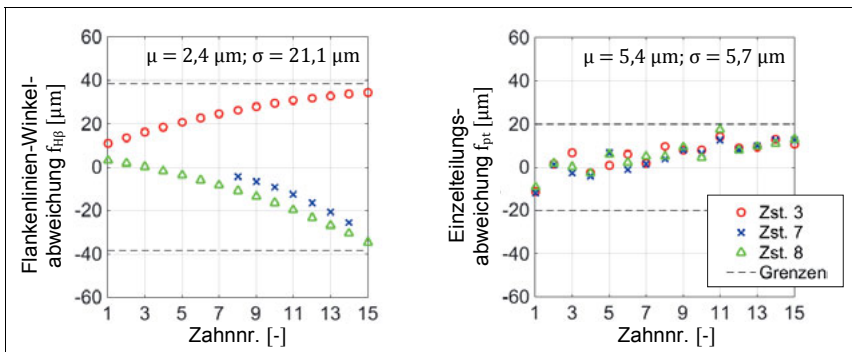 Flankenlinien-Winkel-
abweichung fHβ [µm]
µ = 2,4 µm; σ = 21,1 µm
60
40
20
0
-20
-40
-60
1 3 5 7 9 11 13 15
Zahnnr. [-]
Einzelteilungs-
abweichung fpt [µm]
µ = 5,4 µm; σ = 5,7 µm
60
40
20
0
-20
-40
-60
1 3 5 7 9 11 13 15
Zahnnr. [-]
Zst. 3
Zst. 7
Zst. 8
Grenzen